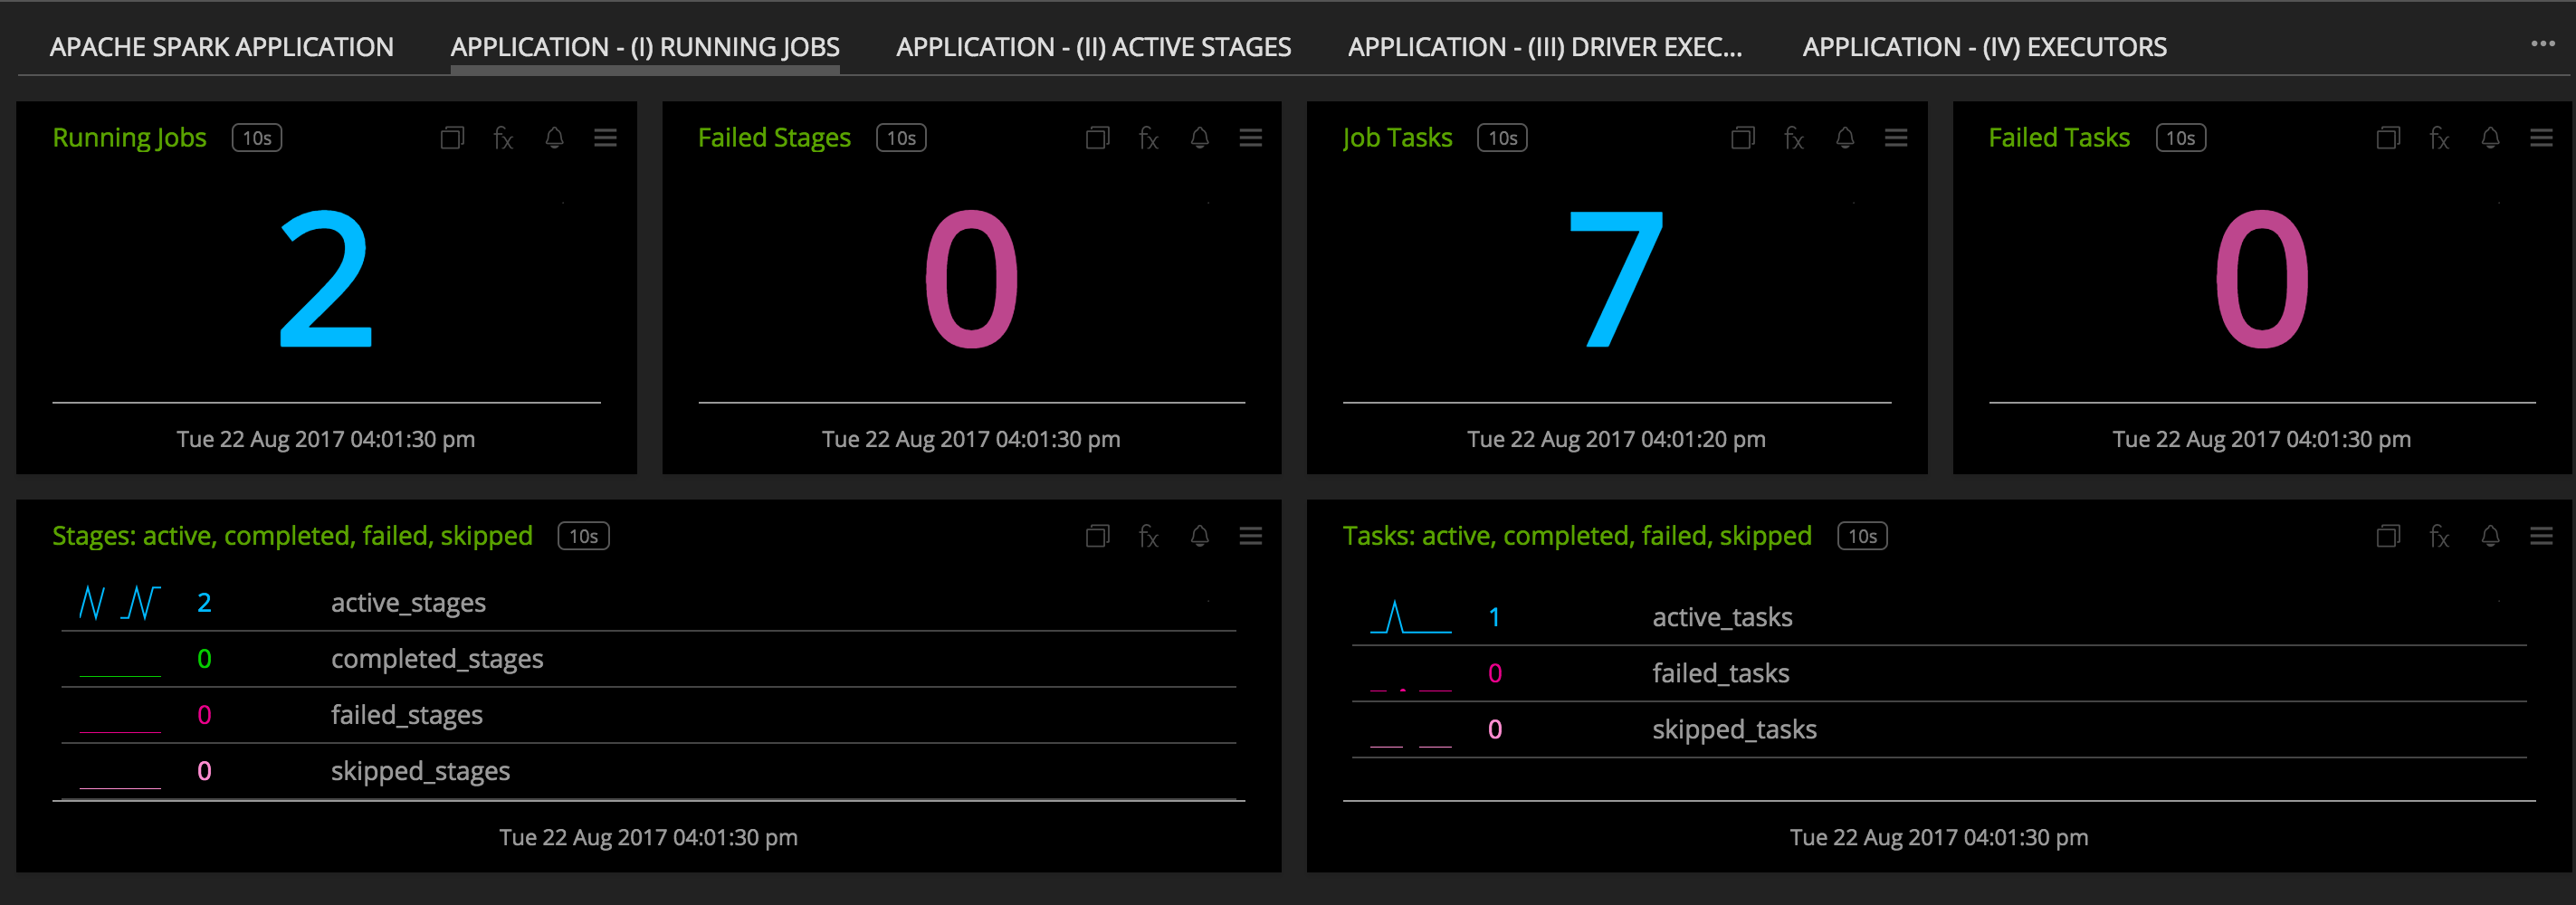 APACHE SPARK APPLICATION APPLICATION - (I) RUNNING JOBS APPLICATION - (II) ACTIVE STAGES APPLICATION - (III) DRIVER EXEC... APPLICATION - (IV) EXECUTORS
Running Jobs 10s fx
2
Tue 22 Aug 2017 04:01:30 pm
Failed Stages 10s fx
0
Tue 22 Aug 2017 04:01:30 pm
Job Tasks 10s fx
7
Tue 22 Aug 2017 04:01:20 pm
Failed Tasks 10s fx
0
Tue 22 Aug 2017 04:01:30 pm
Stages: active, completed, failed, skipped 10s fx
2 active_stages
0 completed_stages
0 failed_stages
0 skipped_stages
Tue 22 Aug 2017 04:01:30 pm
Tasks: active, completed, failed, skipped 10s fx
1 active_tasks
0 failed_tasks
0 skipped_tasks
Tue 22 Aug 2017 04:01:30 pm